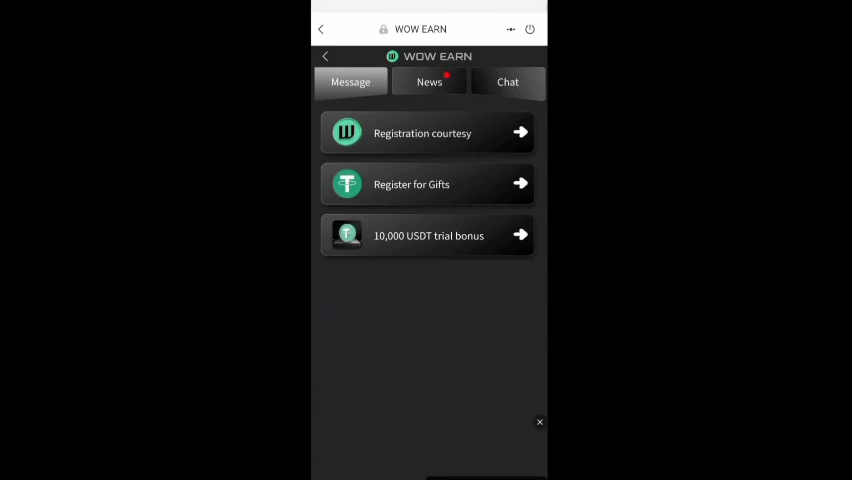 WOW EARN
WOW EARN
Message
News
Chat
Registration courtesy
Register for Gifts
10,000 USDT trial bonus